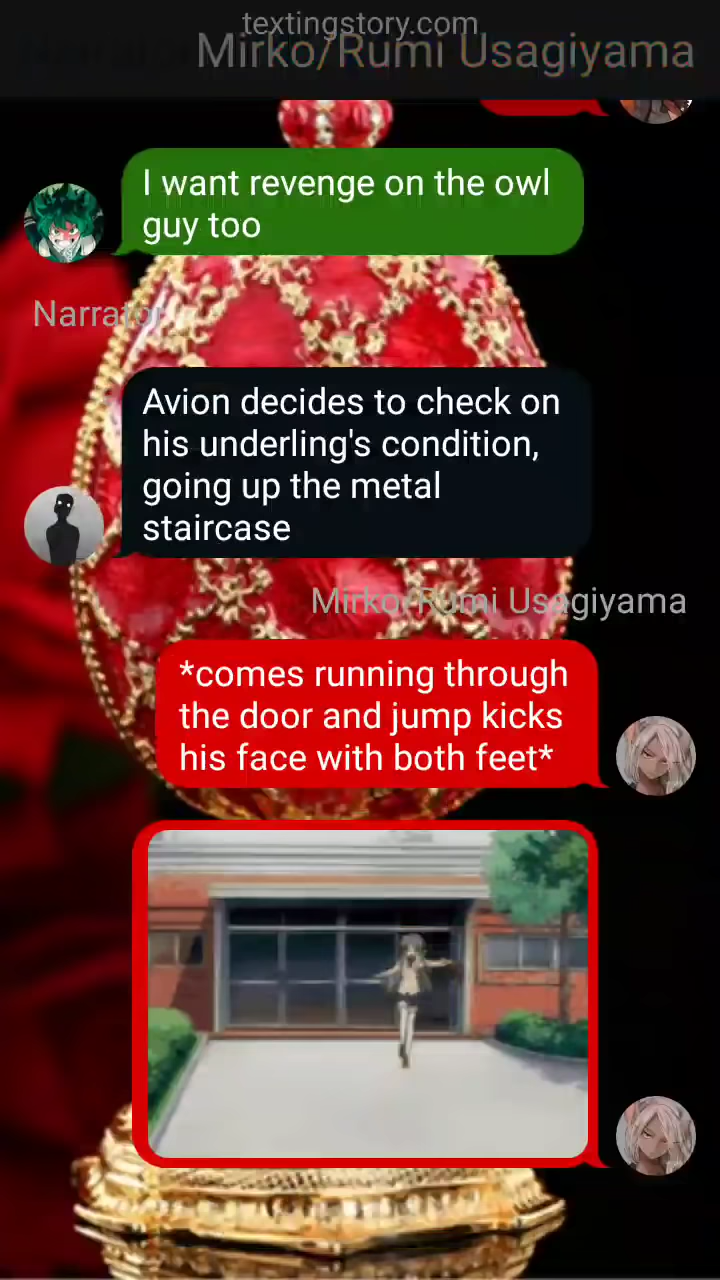 textingstory.com
Mirko/Rumi Usagiyama
I want revenge on the owl
guy too
Narrator
Avion decides to check on
his underling's condition,
going up the metal
staircase
Mirko/Rumi Usagiyama
*comes running through
the door and jump kicks
his face with both feet*